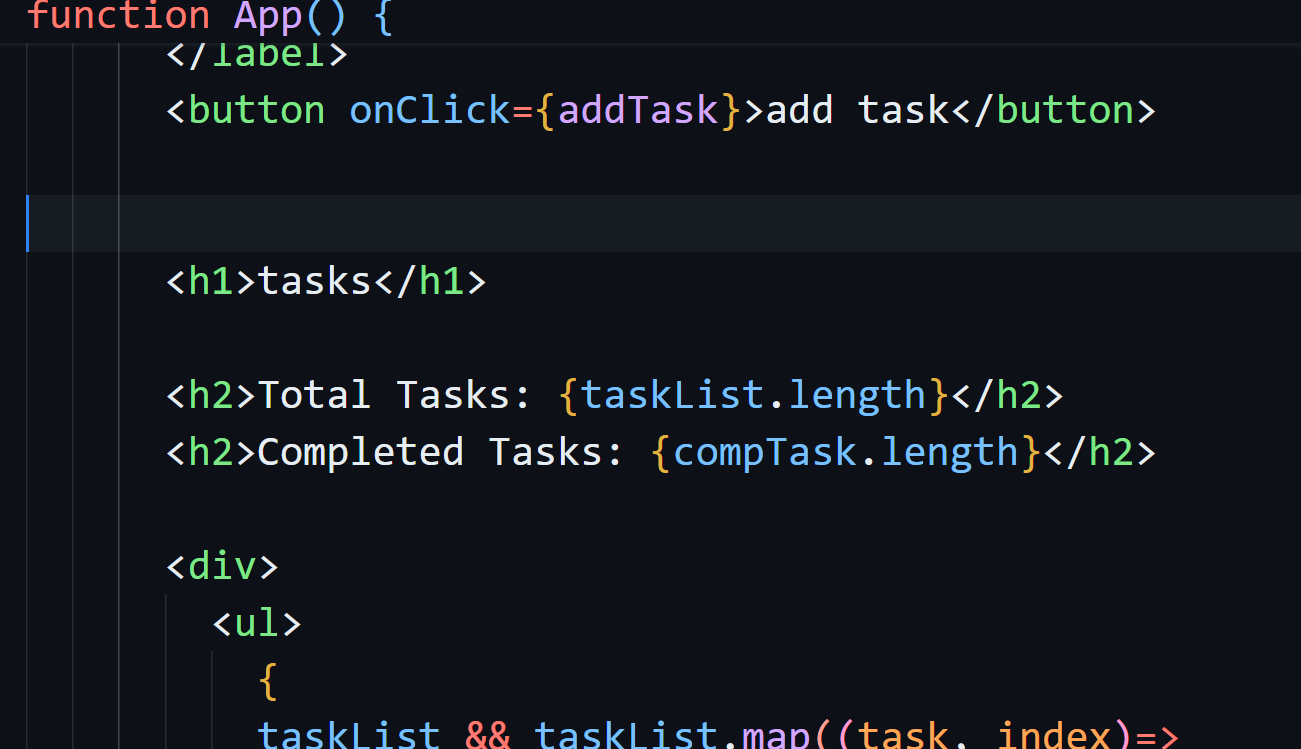 function App() {
</label>
<button onClick={addTask}>add task</button>
<h1>tasks</h1>
<h2>Total Tasks: {taskList.length}</h2>
<h2>Completed Tasks: {compTask.length}</h2>
<div>
<ul>
{
taskList && taskList.map((task, index)=>